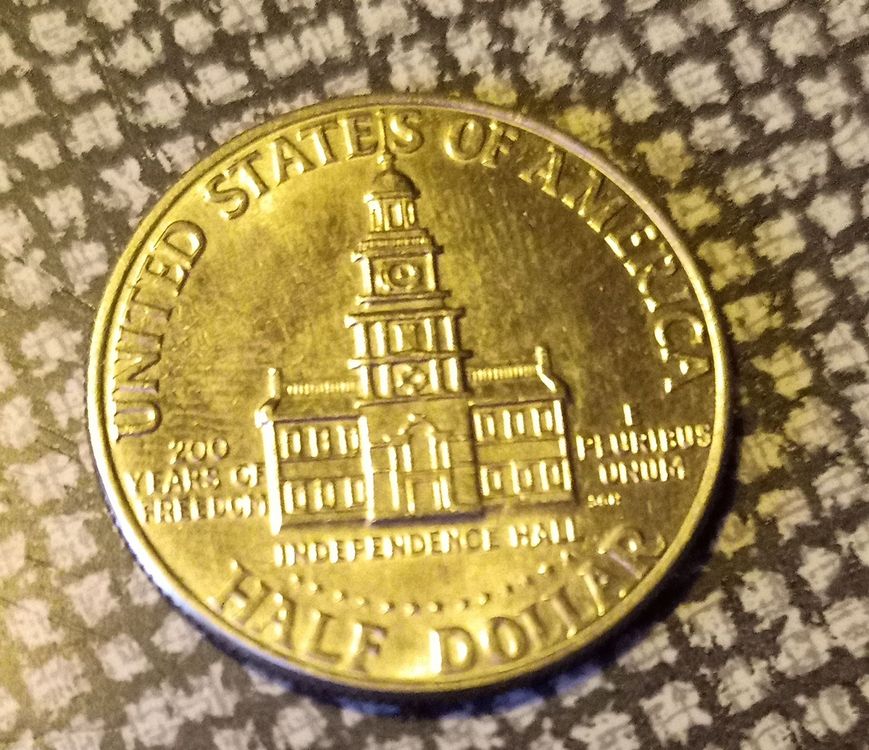 UNITED STATES OF AMERICA
200
YEARS OF
FREEDOM
PLURIBUS
UNUM
INDEPENDENCE HALL
HALF DOLLAR